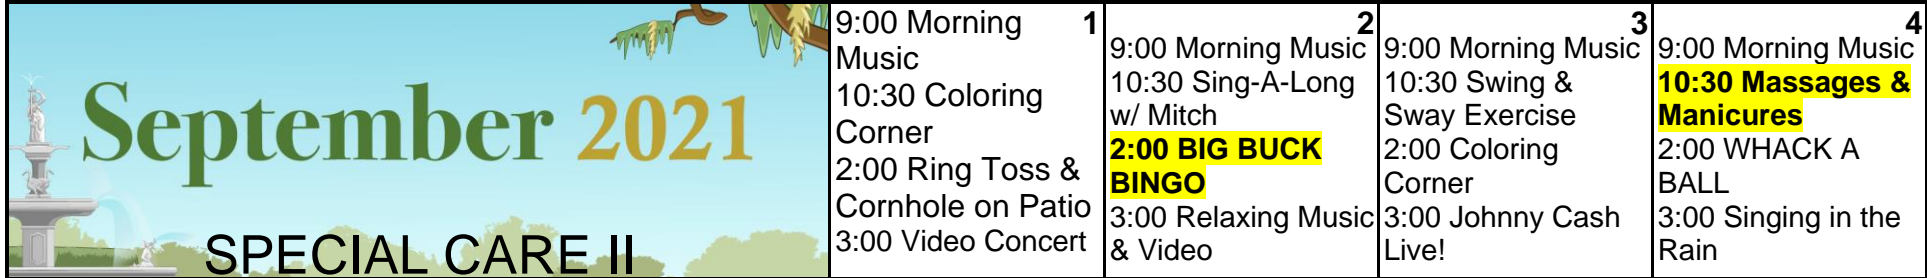 September 2021
SPECIAL CARE II
9:00 Morning 1
Music
10:30 Coloring
Corner
2:00 Ring Toss &
Cornhole on Patio
3:00 Video Concert
2
9:00 Morning Music
10:30 Sing-A-Long
w/ Mitch
2:00 BIG BUCK
BINGO
3:00 Relaxing Music
& Video
3
9:00 Morning Music
10:30 Swing &
Sway Exercise
2:00 Coloring
Corner
3:00 Johnny Cash
Live!
4
9:00 Morning Music
10:30 Massages &
Manicures
2:00 WHACK A
BALL
3:00 Singing in the
Rain